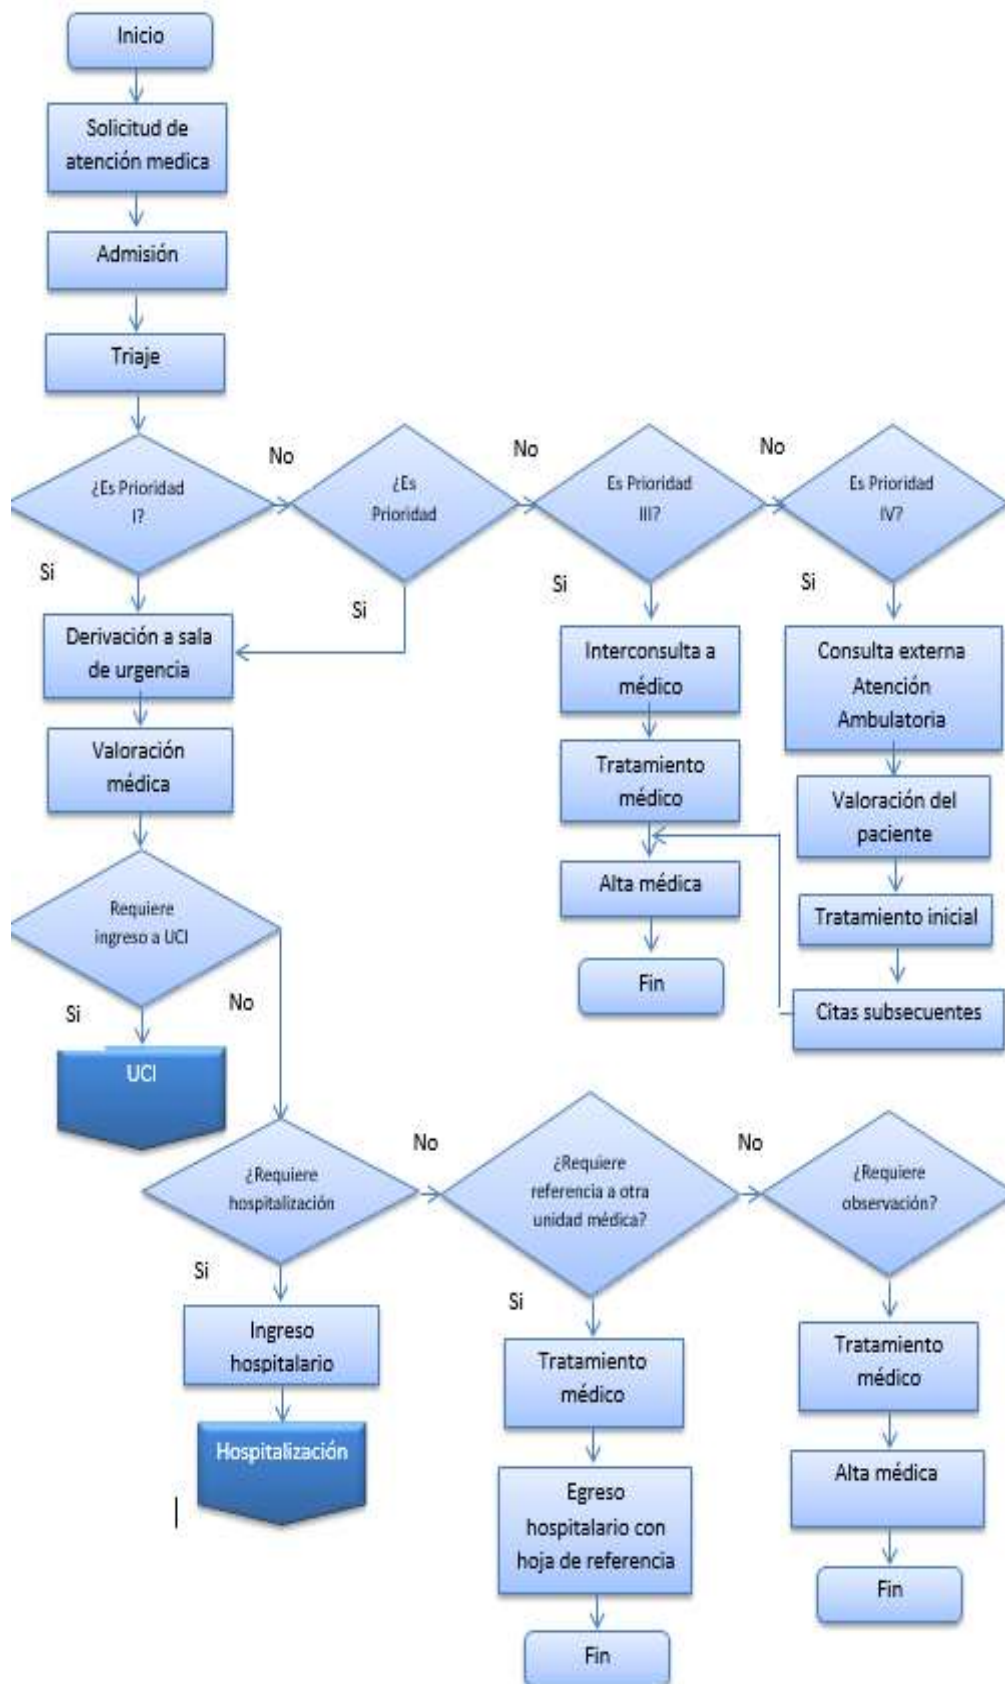 Inicio
Solicitud de
atención medica
Admisión
Triaje
¿Es Prioridad
I?
No
¿Es
Prioridad
No
Es Prioridad
III?
No
Es Prioridad
IV?
Si
Si
Si
Si
Derivación a sala
de urgencia
Interconsulta a
médico
Consulta externa
Atención
Ambulatoria
Valoración
médica
Tratamiento
médico
Valoración del
paciente
Requiere
ingreso a UCI
Alta médica
Tratamiento inicial
Fin
Citas subsecuentes
Si
No
UCI
¿Requiere
hospitalización
No
¿Requiere
referencia a otra
unidad médica?
No
¿Requiere
observación?
Si
Si
Ingreso
hospitalario
Tratamiento
médico
Tratamiento
médico
Hospitalización
Egreso
hospitalario con
hoja de referencia
Alta médica
Fin
Fin